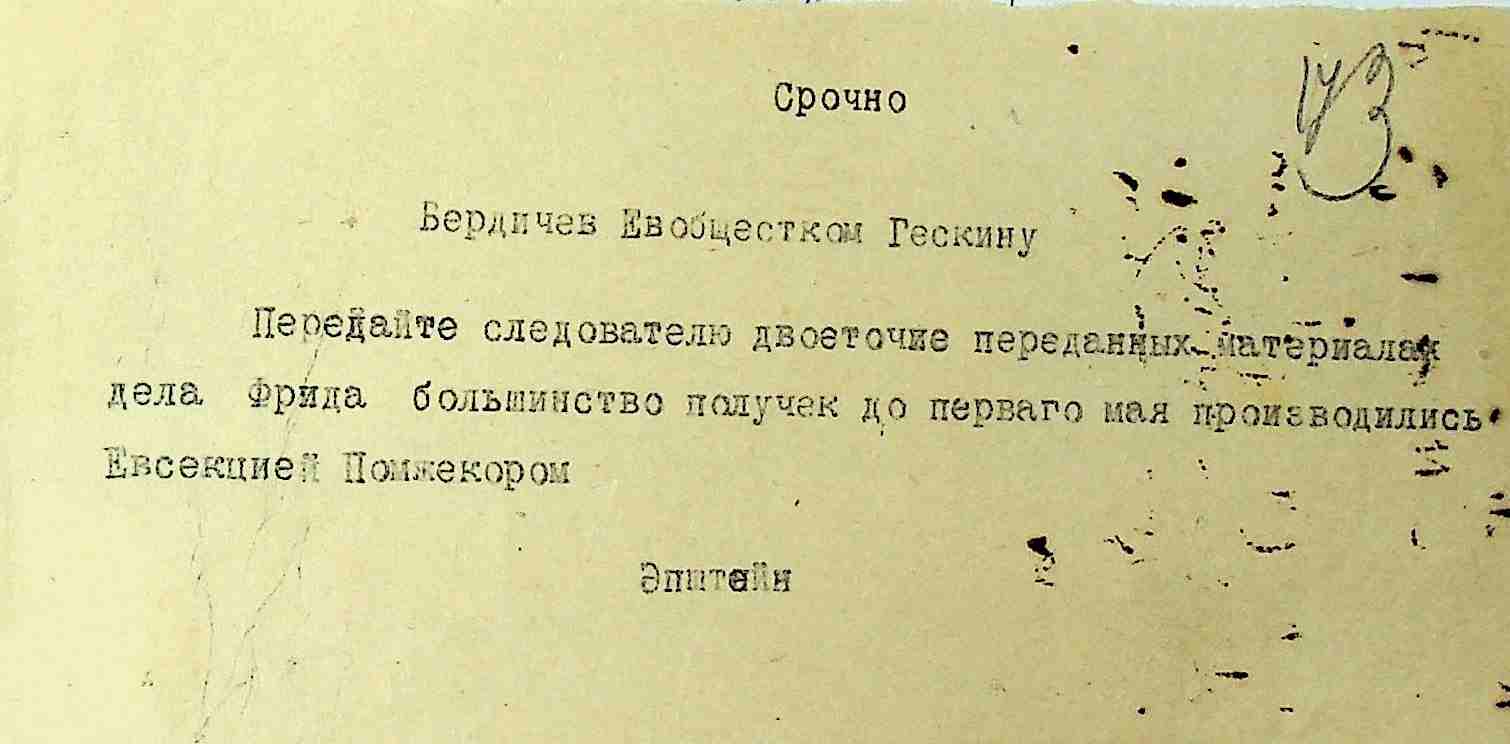 173
Срочно
Бердичев Евобщестком Гескину
Передайте следователю двоеточие переданных материалах
дела Фрида большинство получек до перваго мая производились
Евсекцией Помжекором
Эпштейн